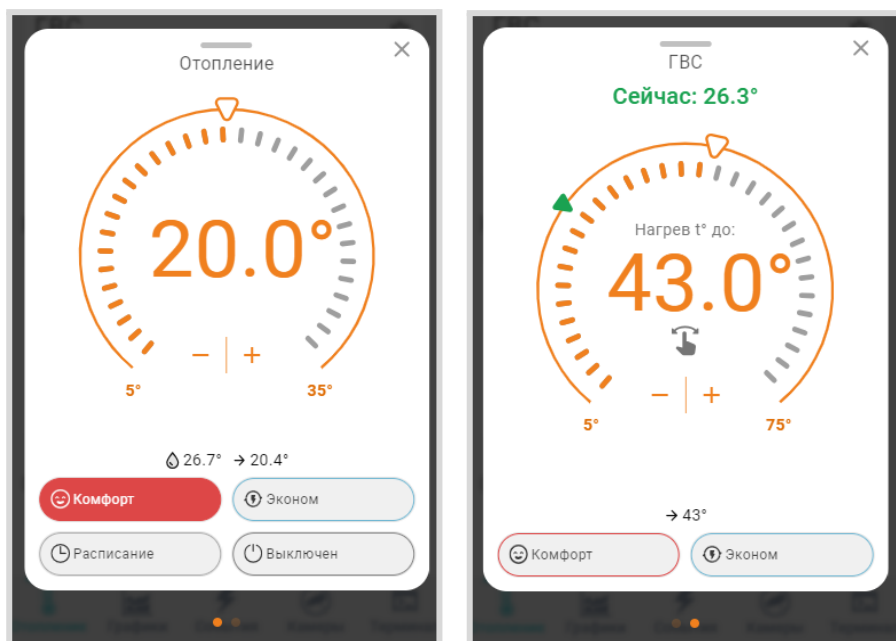 Отопление
20.0°
− | +
5° 35°
26.7° → 20.4°
Комфорт
Эконом
Расписание
Выключен
ГВС
Сейчас: 26.3°
Нагрев t° до:
43.0°
− | +
5° 75°
→ 43°
Комфорт
Эконом